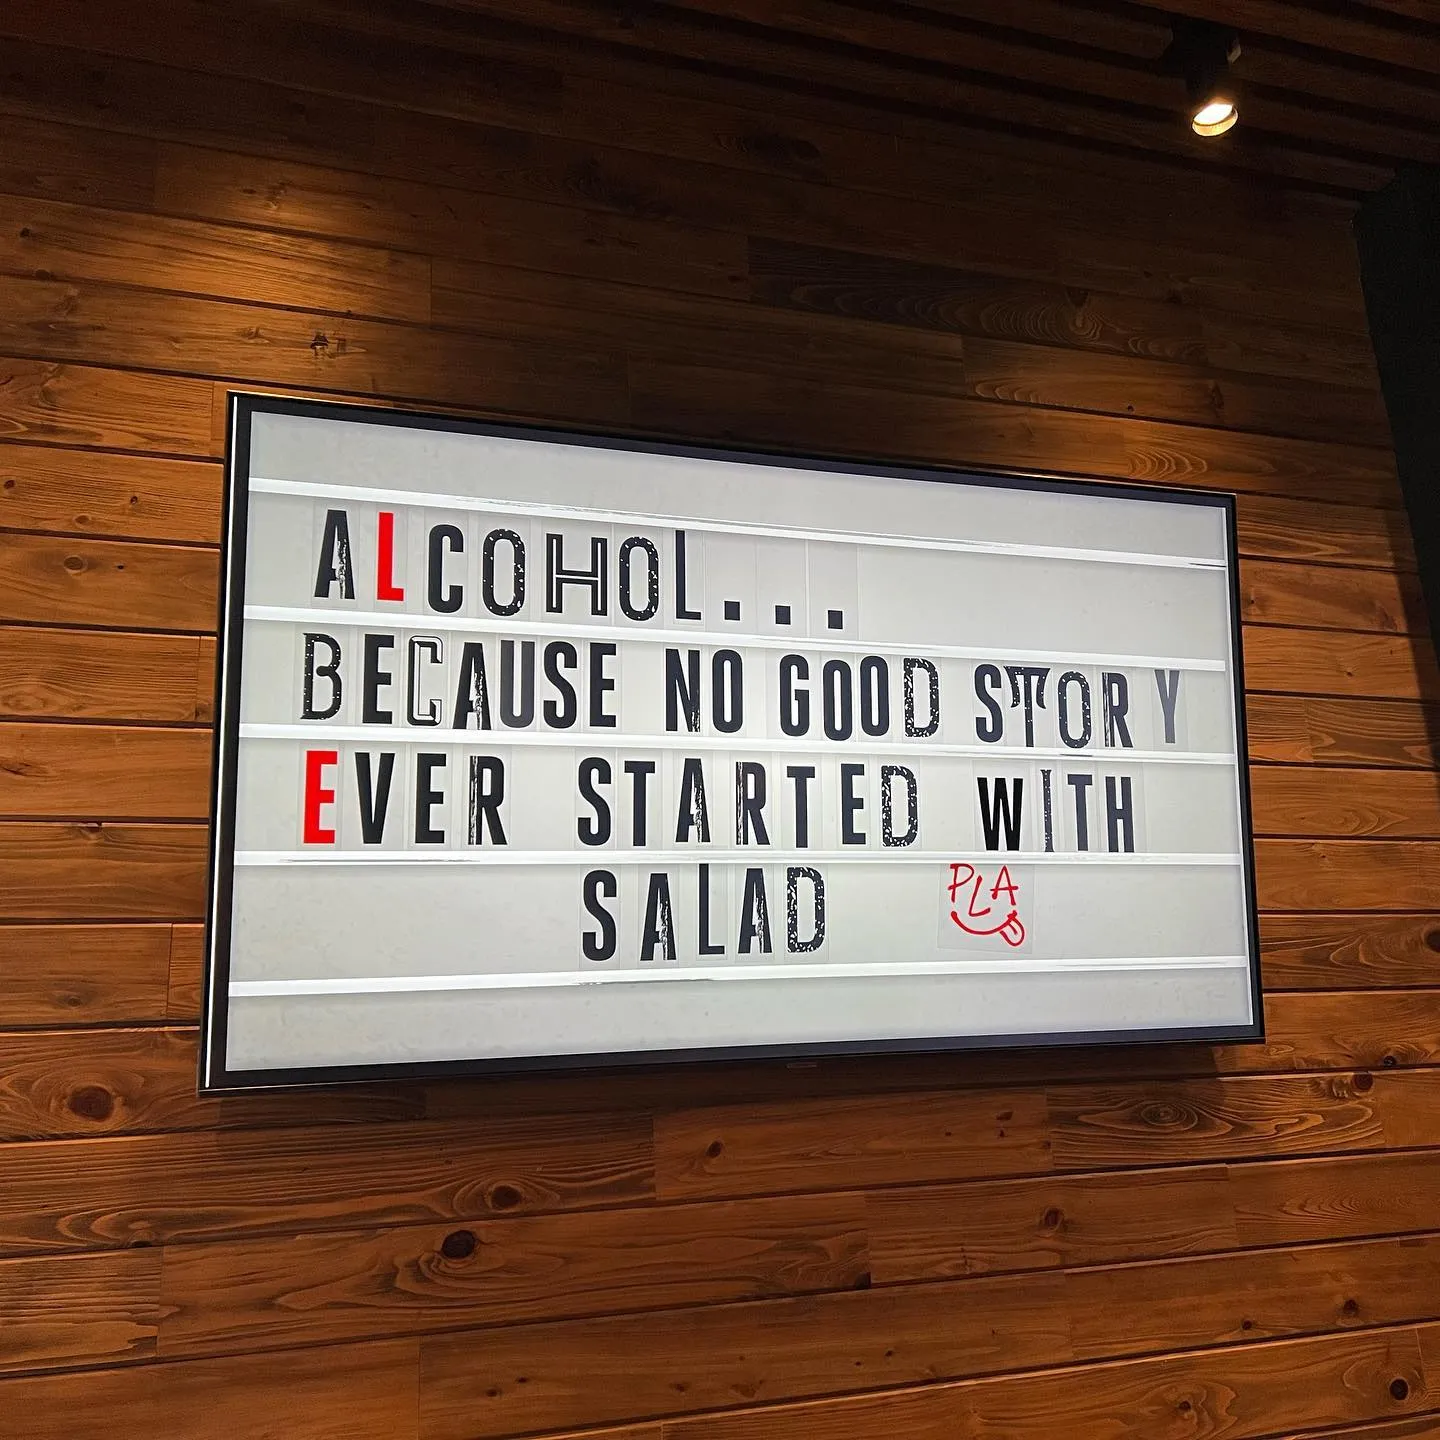 ALCOHOL...
BECAUSE NO GOOD STORY
EVER STARTED WITH
SALAD
PLA